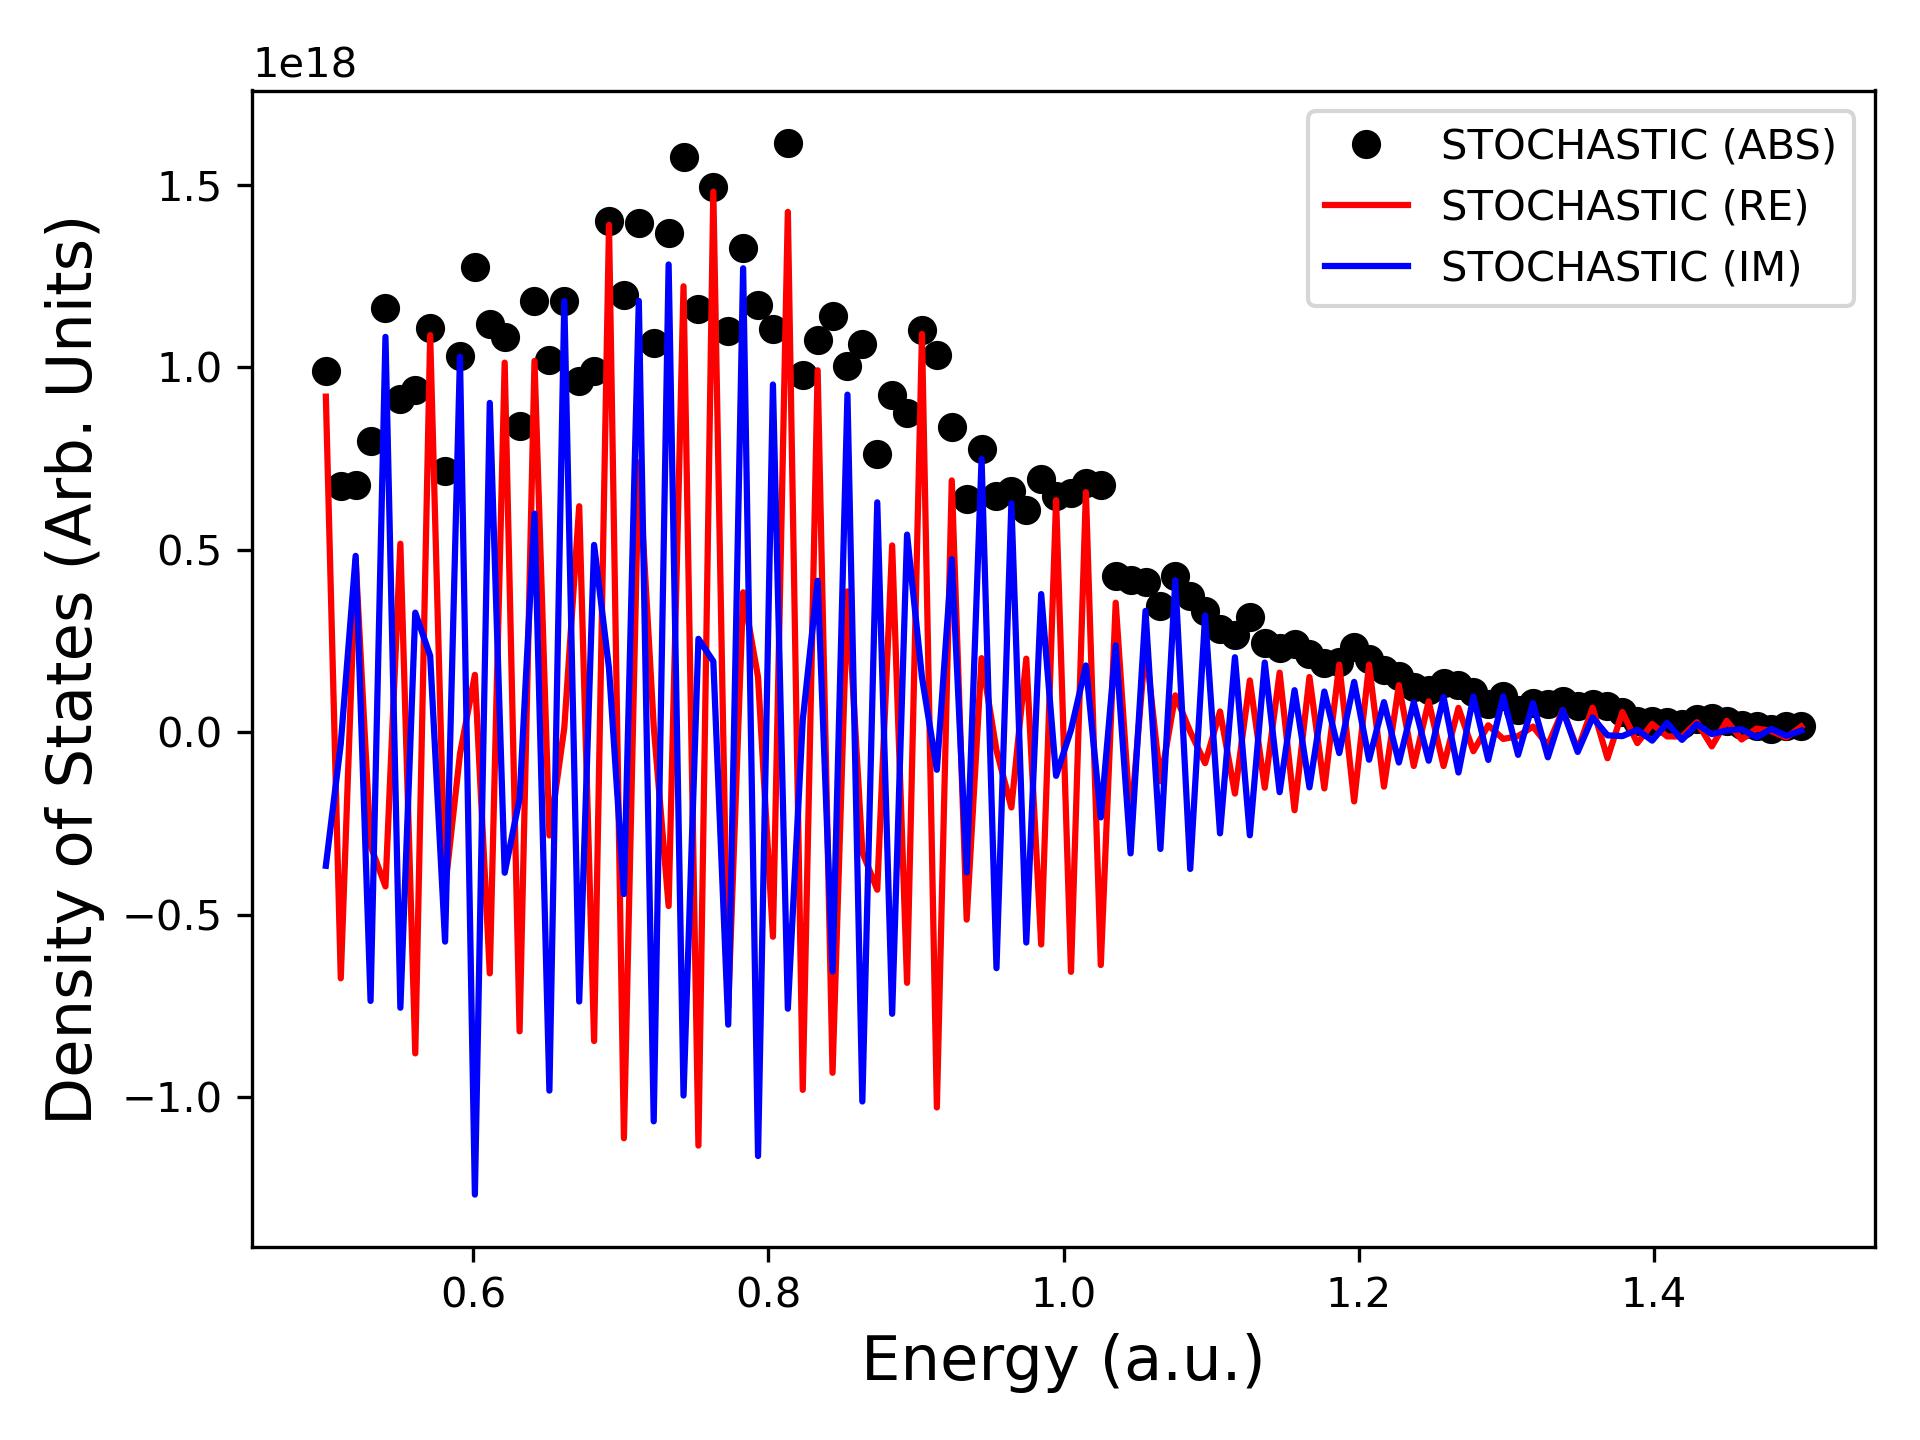 1e18
STOCHASTIC (ABS)
STOCHASTIC (RE)
STOCHASTIC (IM)
Density of States (Arb. Units)
1.5
1.0
0.5
0.0
−0.5
−1.0
0.6 0.8 1.0 1.2 1.4
Energy (a.u.)